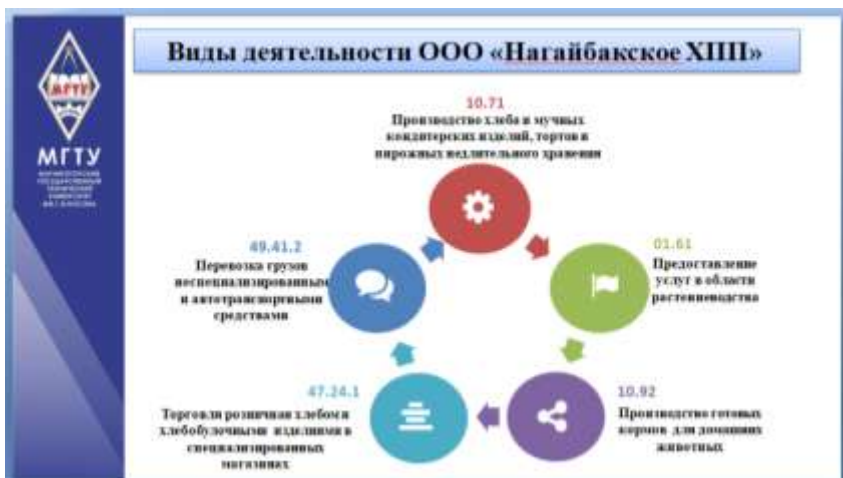 Виды деятельности ООО «Нагайбакское ХПП»
МГТУ
10.71
Производство хлеба и мучных
кондитерских изделий, тортов и
пирожных недлительного хранения
49.41.2
Перевозка грузов
неспециализированным
и автотранспортными
средствами
01.61
Предоставление
услуг в области
растениеводства
47.24.1
Торговля розничная хлебом и
хлебобулочными изделиями в
специализированных
магазинах
10.92
Производство готовых
кормов для домашних
животных